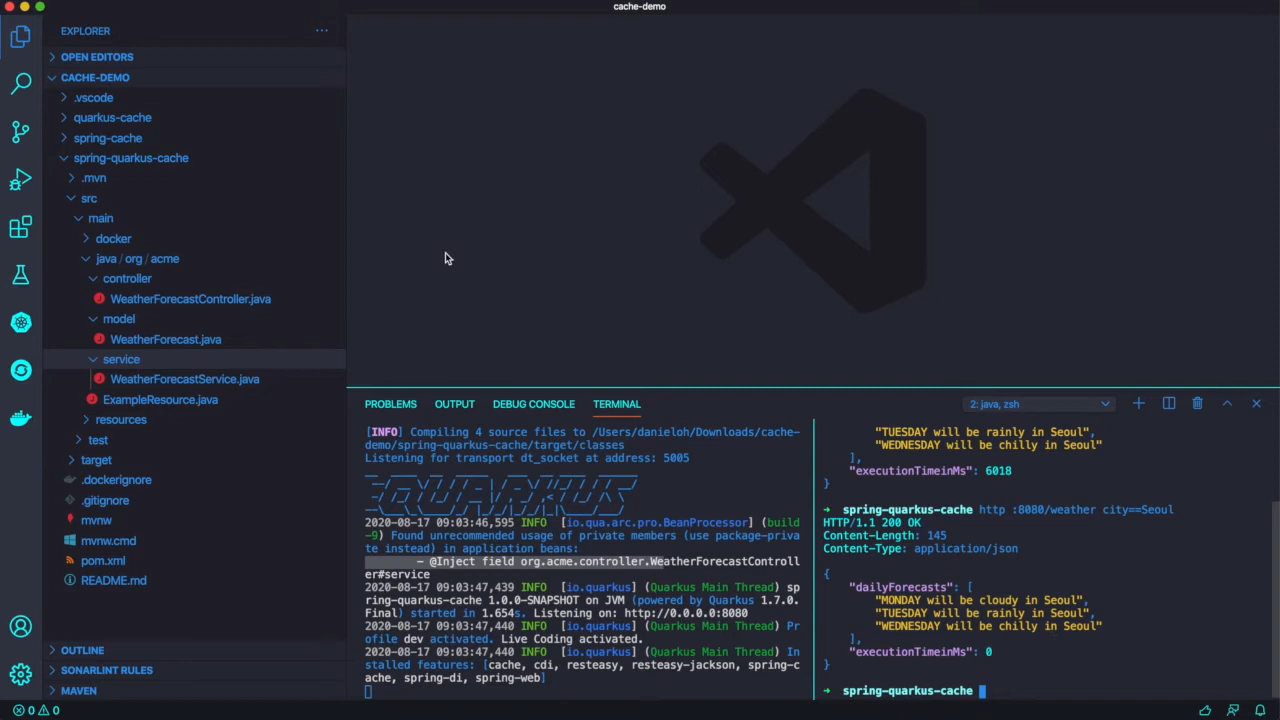 cache-demo
EXPLORER
OPEN EDITORS
CACHE-DEMO
.vscode
quarkus-cache
spring-cache
spring-quarkus-cache
.mvn
src
main
docker
java / org / acme
controller
WeatherForecastController.java
model
WeatherForecast.java
service
WeatherForecastService.java
ExampleResource.java
resources
test
target
.dockerignore
.gitignore
mvnw
mvnw.cmd
pom.xml
README.md
OUTLINE
SONARLINT RULES
MAVEN
0 0
PROBLEMS OUTPUT DEBUG CONSOLE TERMINAL 2: java, zsh
[INFO] Compiling 4 source files to /Users/danieloh/Downloads/cache-
demo/spring-quarkus-cache/target/classes
Listening for transport dt_socket at address: 5005
2020-08-17 09:03:46,595 INFO [io.qua.arc.pro.BeanProcessor] (build
-9) Found unrecommended usage of private members (use package-priva
te instead) in application beans:
- @Inject field org.acme.controller.WeatherForecastControll
er#service
2020-08-17 09:03:47,439 INFO [io.quarkus] (Quarkus Main Thread) sp
ring-quarkus-cache 1.0.0-SNAPSHOT on JVM (powered by Quarkus 1.7.0.
Final) started in 1.654s. Listening on: http://0.0.0.0:8080
2020-08-17 09:03:47,440 INFO [io.quarkus] (Quarkus Main Thread) Pr
ofile dev activated. Live Coding activated.
2020-08-17 09:03:47,440 INFO [io.quarkus] (Quarkus Main Thread) In
stalled features: [cache, cdi, resteasy, resteasy-jackson, spring-c
ache, spring-di, spring-web]
"TUESDAY will be rainly in Seoul",
"WEDNESDAY will be chilly in Seoul"
],
"executionTimeinMs": 6018
}
→ spring-quarkus-cache http :8080/weather city==Seoul
HTTP/1.1 200 OK
Content-Length: 145
Content-Type: application/json
{
"dailyForecasts": [
"MONDAY will be cloudy in Seoul",
"TUESDAY will be rainly in Seoul",
"WEDNESDAY will be chilly in Seoul"
],
"executionTimeinMs": 0
}
→ spring-quarkus-cache